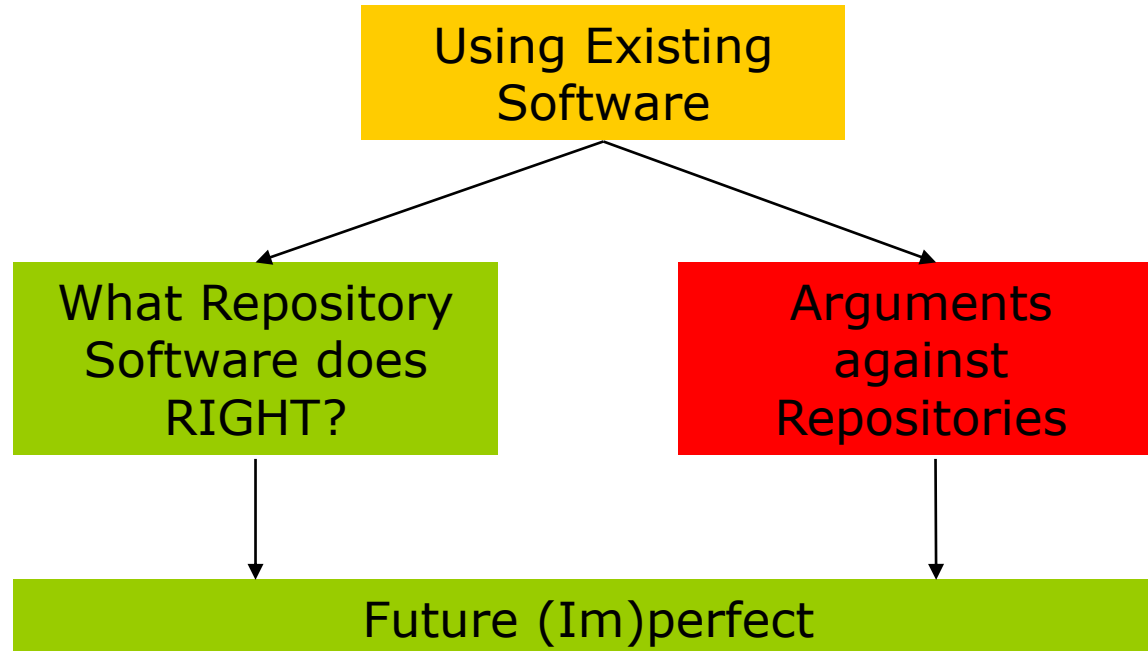 Using Existing
Software
What Repository
Software does
RIGHT?
Arguments
against
Repositories
Future (Im)perfect